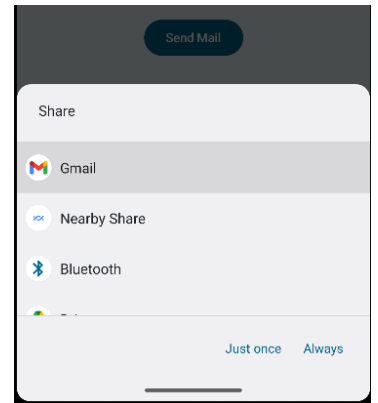 Send Mail
Share
Gmail
Nearby Share
Bluetooth
Just once Always